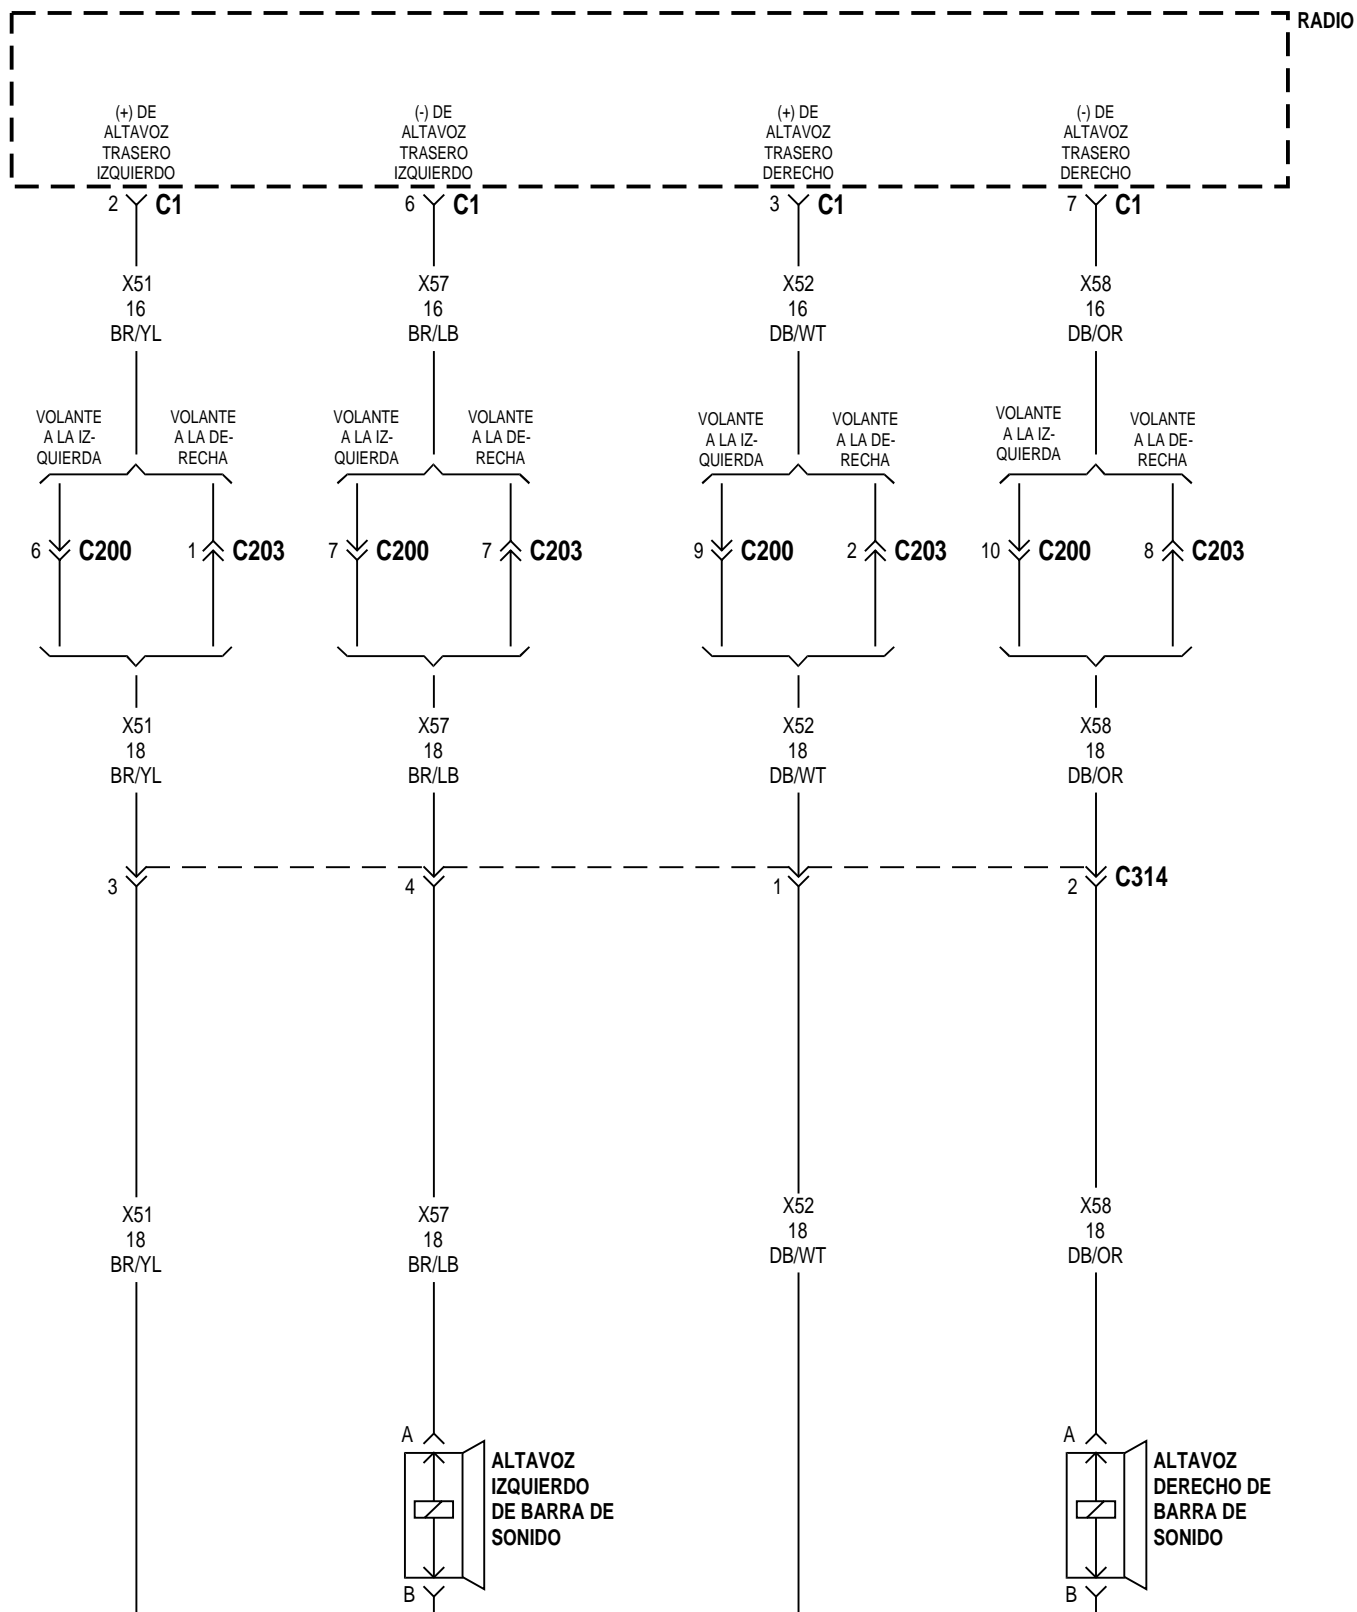 RADIO
(+) DE
ALTAVOZ
TRASERO
IZQUIERDO
(-) DE
ALTAVOZ
TRASERO
IZQUIERDO
(+) DE
ALTAVOZ
TRASERO
DERECHO
(-) DE
ALTAVOZ
TRASERO
DERECHO
2 C1
6 C1
3 C1
7 C1
X51
16
BR/YL
X57
16
BR/LB
X52
16
DB/WT
X58
16
DB/OR
VOLANTE
A LA IZ-
QUIERDA
VOLANTE
A LA DE-
RECHA
VOLANTE
A LA IZ-
QUIERDA
VOLANTE
A LA DE-
RECHA
VOLANTE
A LA IZ-
QUIERDA
VOLANTE
A LA DE-
RECHA
VOLANTE
A LA IZ-
QUIERDA
VOLANTE
A LA DE-
RECHA
6 C200
1 C203
7 C200
7 C203
9 C200
2 C203
10 C200
8 C203
X51
18
BR/YL
X57
18
BR/LB
X52
18
DB/WT
X58
18
DB/OR
3
4
1
2 C314
X51
18
BR/YL
X57
18
BR/LB
X52
18
DB/WT
X58
18
DB/OR
A
ALTAVOZ
IZQUIERDO
DE BARRA DE
SONIDO
B
A
ALTAVOZ
DERECHO DE
BARRA DE
SONIDO
B